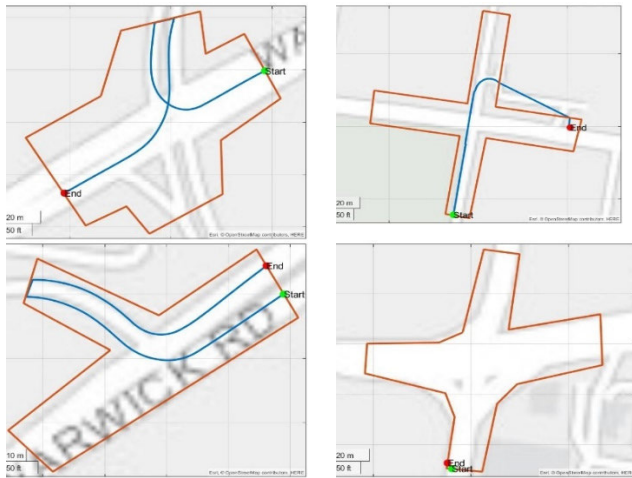 WA
Start
End
20 m
50 ft
Esri, © OpenStreetMap contributors, HERE
End
Start
20 m
50 ft
Esri, © OpenStreetMap contributors, HERE
End
Start
ARWICK RD
10 m
50 ft
Esri, © OpenStreetMap contributors, HERE
End
Start
20 m
50 ft
Esri, © OpenStreetMap contributors, HERE